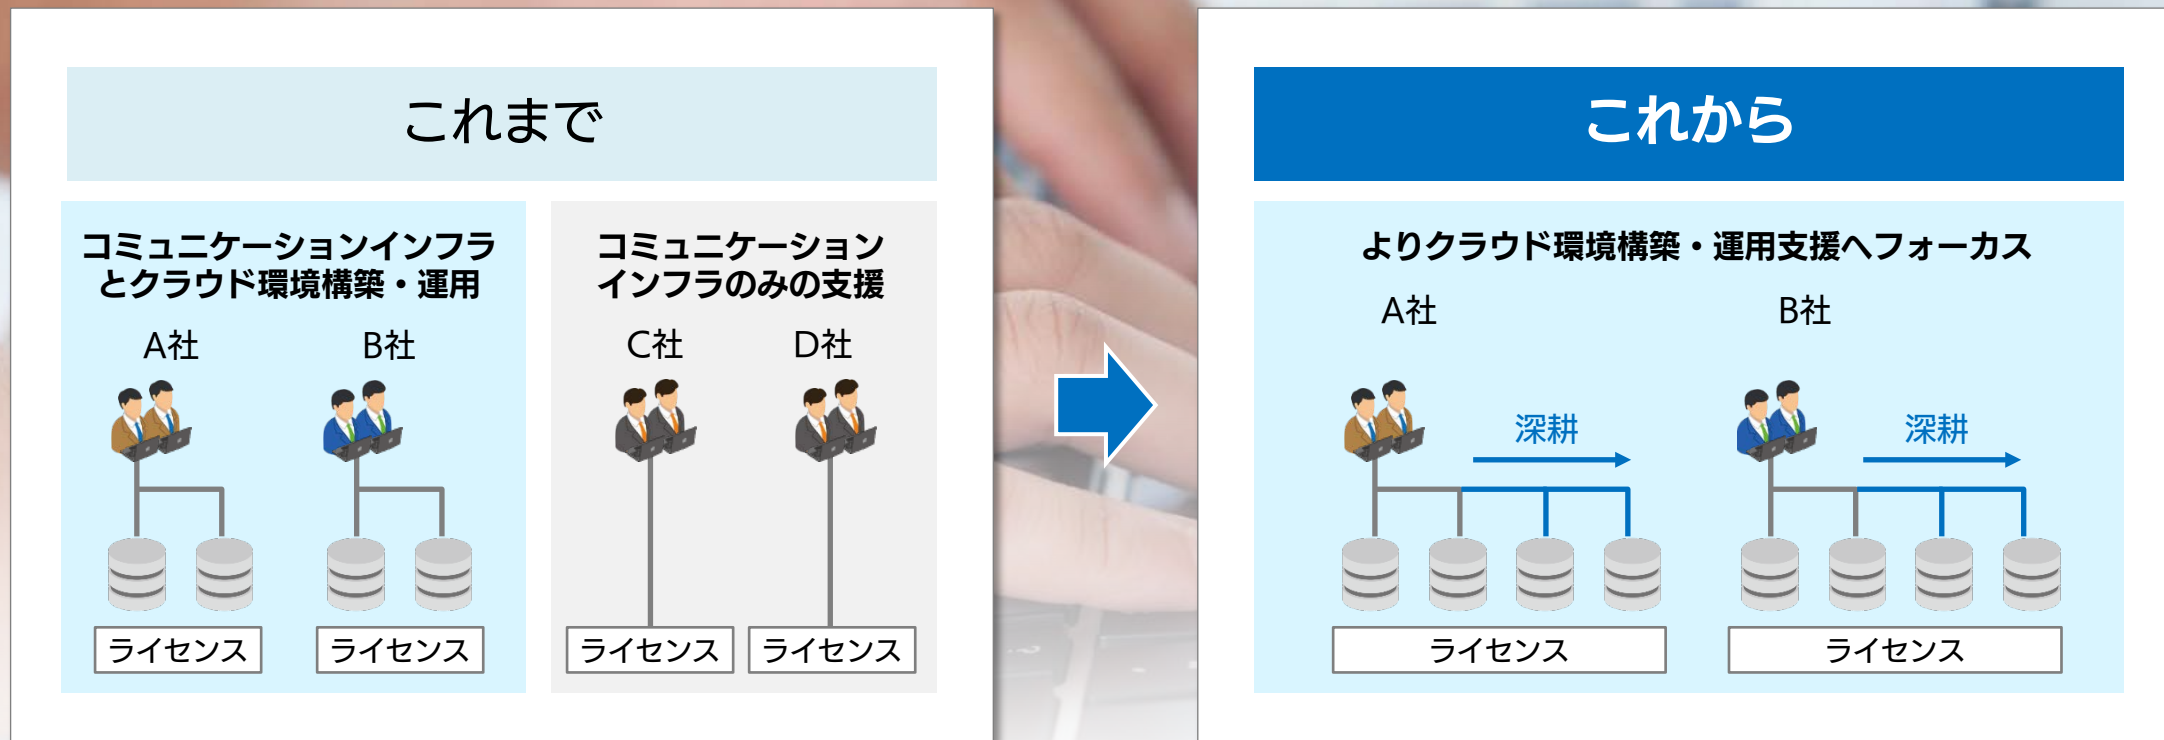 これまで
コミュニケーションインフラ
とクラウド環境構築・運用
A社
B社
ライセンス
ライセンス
コミュニケーション
インフラのみの支援
C社
D社
ライセンス
ライセンス
これから
よりクラウド環境構築・運用支援へフォーカス
A社
B社
深耕
深耕
ライセンス
ライセンス